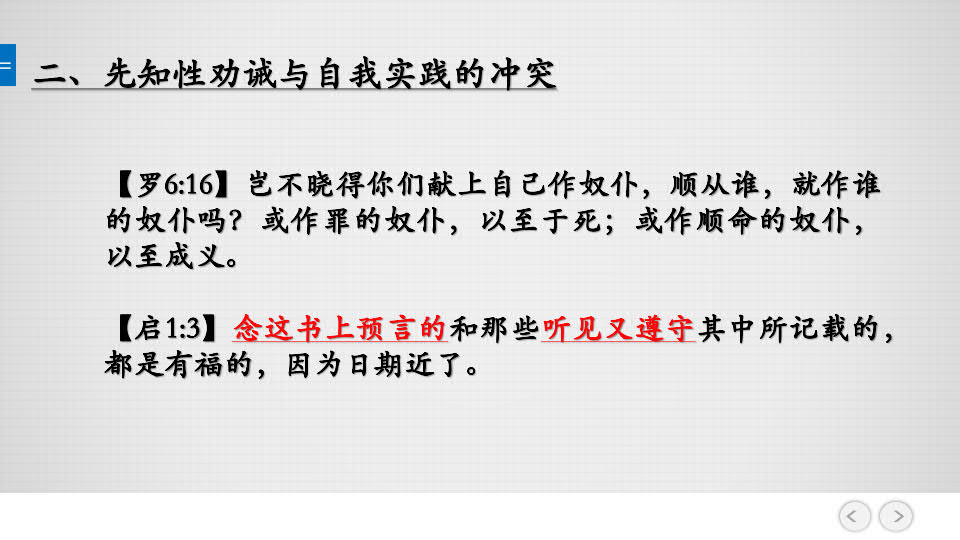 二、先知性劝诫与自我实践的冲突
【罗6:16】岂不晓得你们献上自己作奴仆，顺从谁，就作谁
的奴仆吗？或作罪的奴仆，以至于死；或作顺命的奴仆，
以至成义。
【启1:3】念这书上预言的和那些听见又遵守其中所记载的，
都是有福的，因为日期近了。